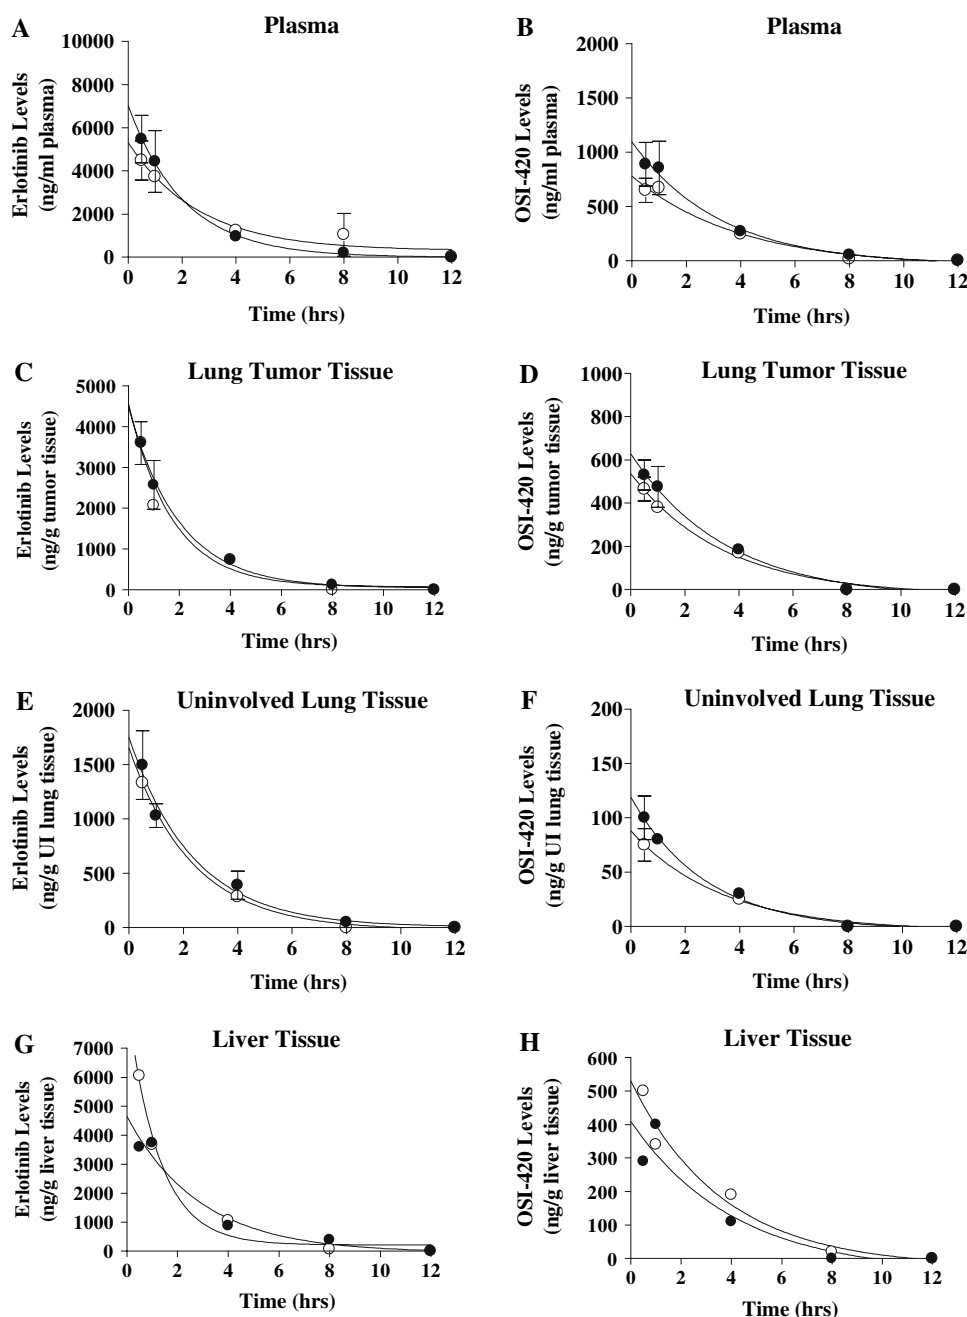 A
Plasma
10000
8000
6000
4000
2000
0
Erlotinib Levels
(ng/ml plasma)
0 2 4 6 8 10 12
Time (hrs)
B
Plasma
2000
1500
1000
500
0
OSI-420 Levels
(ng/ml plasma)
0 2 4 6 8 10 12
Time (hrs)
C
Lung Tumor Tissue
5000
4000
3000
2000
1000
0
Erlotinib Levels
(ng/g tumor tissue)
0 2 4 6 8 10 12
Time (hrs)
D
Lung Tumor Tissue
1000
800
600
400
200
0
OSI-420 Levels
(ng/g tumor tissue)
0 2 4 6 8 10 12
Time (hrs)
E
Uninvolved Lung Tissue
2000
1500
1000
500
0
Erlotinib Levels
(ng/g UI lung tissue)
0 2 4 6 8 10 12
Time (hrs)
F
Uninvolved Lung Tissue
200
150
100
50
0
OSI-420 Levels
(ng/g UI lung tissue)
0 2 4 6 8 10 12
Time (hrs)
G
Liver Tissue
7000
6000
5000
4000
3000
2000
1000
0
Erlotinib Levels
(ng/g liver tissue)
0 2 4 6 8 10 12
Time (hrs)
H
Liver Tissue
600
500
400
300
200
100
0
OSI-420 Levels
(ng/g liver tissue)
0 2 4 6 8 10 12
Time (hrs)